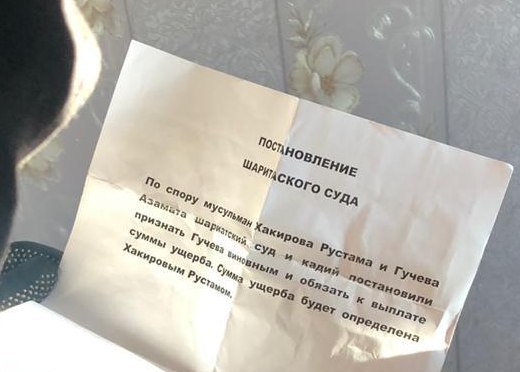 ПОСТАНОВЛЕНИЕ
ШАРИТАСКОГО СУДА
По спору мусульман Хакирова Рустама и Гучева
Азамата шариатский суд и кадий постановили
признать Гучева виновным и обязать к выплате
суммы ущерба. Сумма ущерба будет определена
Хакировым Рустамом.